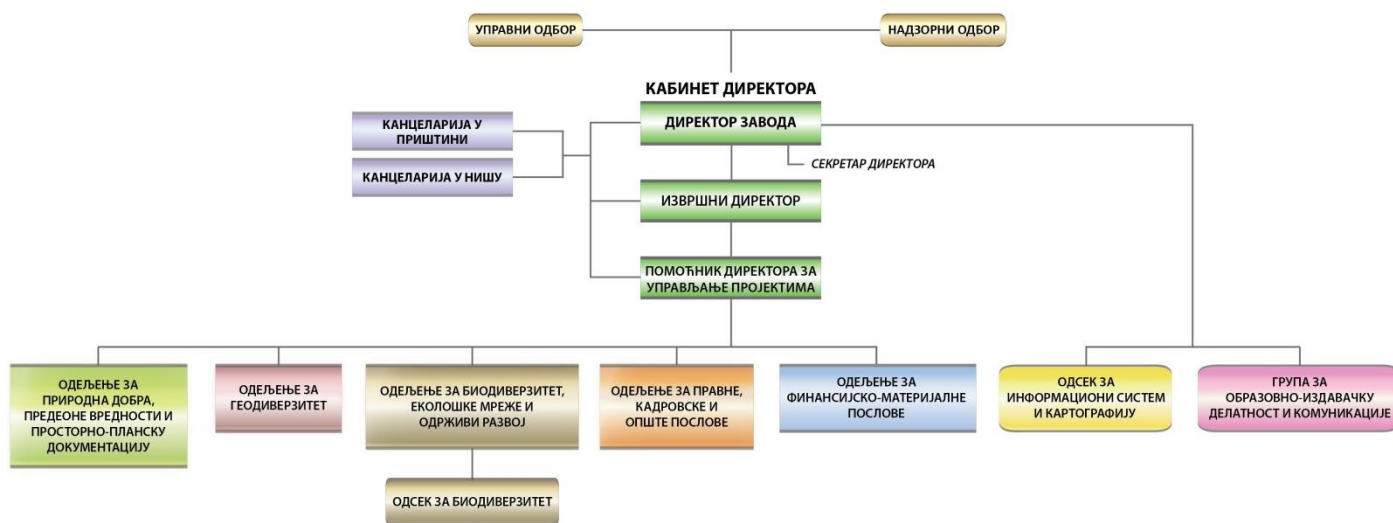 УПРАВНИ ОДБОР
НАДЗОРНИ ОДБОР
КАБИНЕТ ДИРЕКТОРА
ДИРЕКТОР ЗАВОДА
КАНЦЕЛАРИЈА У
ПРИШТИНИ
КАНЦЕЛАРИЈА У НИШУ
СЕКРЕТАР ДИРЕКТОРА
ИЗВРШНИ ДИРЕКТОР
ПОМОЋНИК ДИРЕКТОРА ЗА
УПРАВЉАЊЕ ПРОЈЕКТИМА
ОДЕЉЕЊЕ ЗА
ПРИРОДНА ДОБРА,
ПРЕДЕОНЕ ВРЕДНОСТИ И
ПРОСТОРНО-ПЛАНСКУ
ДОКУМЕНТАЦИЈУ
ОДЕЉЕЊЕ ЗА
ГЕОДИВЕРЗИТЕТ
ОДЕЉЕЊЕ ЗА БИОДИВЕРЗИТЕТ,
ЕКОЛОШКЕ МРЕЖЕ И
ОДРЖИВИ РАЗВОЈ
ОДЕЉЕЊЕ ЗА ПРАВНЕ,
КАДРОВСКЕ И
ОПШТЕ ПОСЛОВЕ
ОДЕЉЕЊЕ ЗА
ФИНАНСИЈСКО-МАТЕРИЈАЛНЕ
ПОСЛОВЕ
ОДСЕК ЗА
ИНФОРМАЦИОНИ СИСТЕМ
И КАРТОГРАФИЈУ
ГРУПА ЗА
ОБРАЗОВНО-ИЗДАВАЧКУ
ДЕЛАТНОСТ И КОМУНИКАЦИЈЕ
ОДСЕК ЗА БИОДИВЕРЗИТЕТ